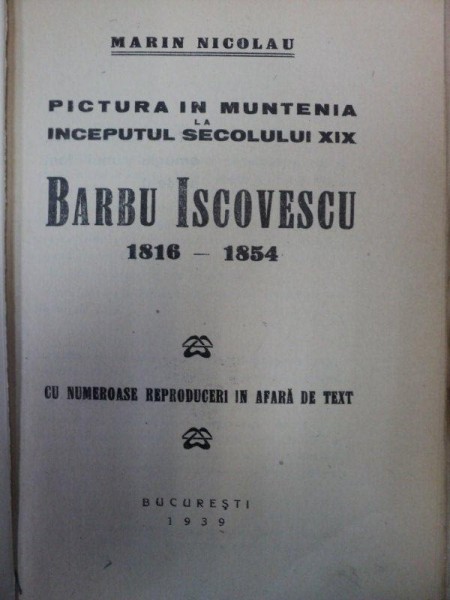 MARIN NICOLAU
PICTURA IN MUNTENIA
LA
INCEPUTUL SECOLULUI XIX
BARBU ISCOVESCU
1816 — 1854
CU NUMEROASE REPRODUCERI IN AFARĂ DE TEXT
BUCUREŞTI
1939